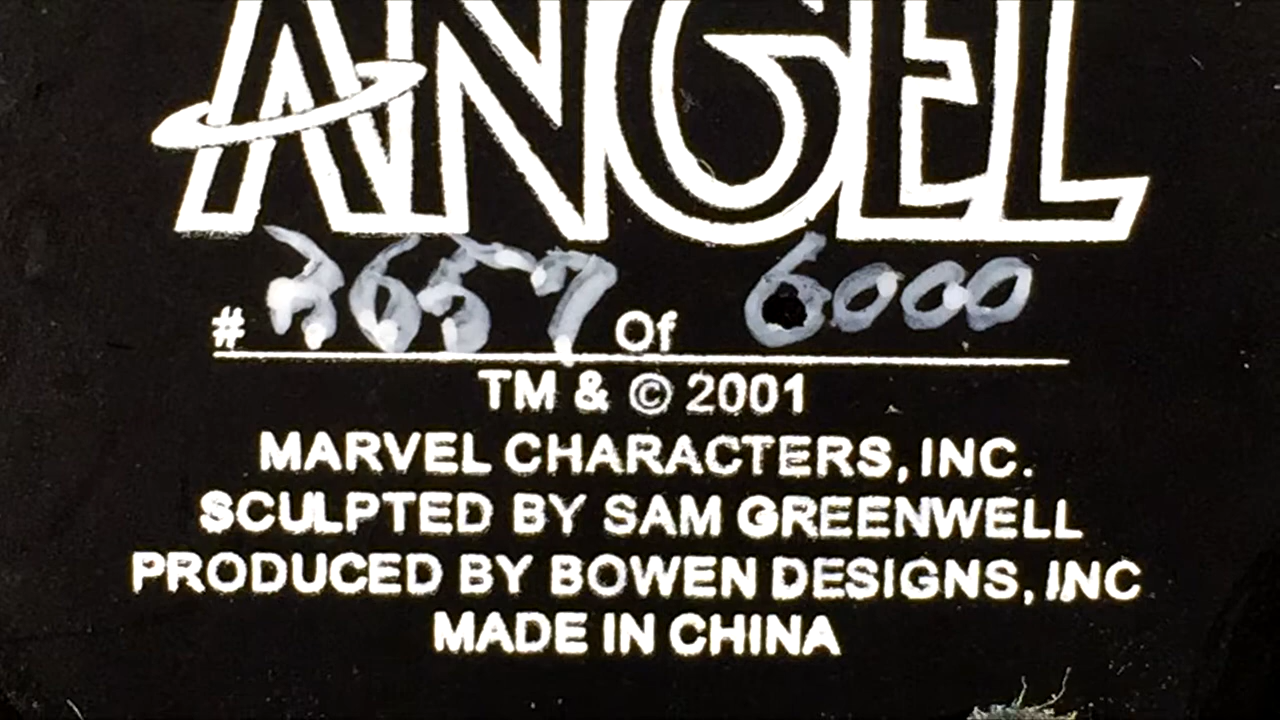 ANGEL
# 3657 Of 6000
TM & © 2001
MARVEL CHARACTERS, INC.
SCULPTED BY SAM GREENWELL
PRODUCED BY BOWEN DESIGNS, INC
MADE IN CHINA